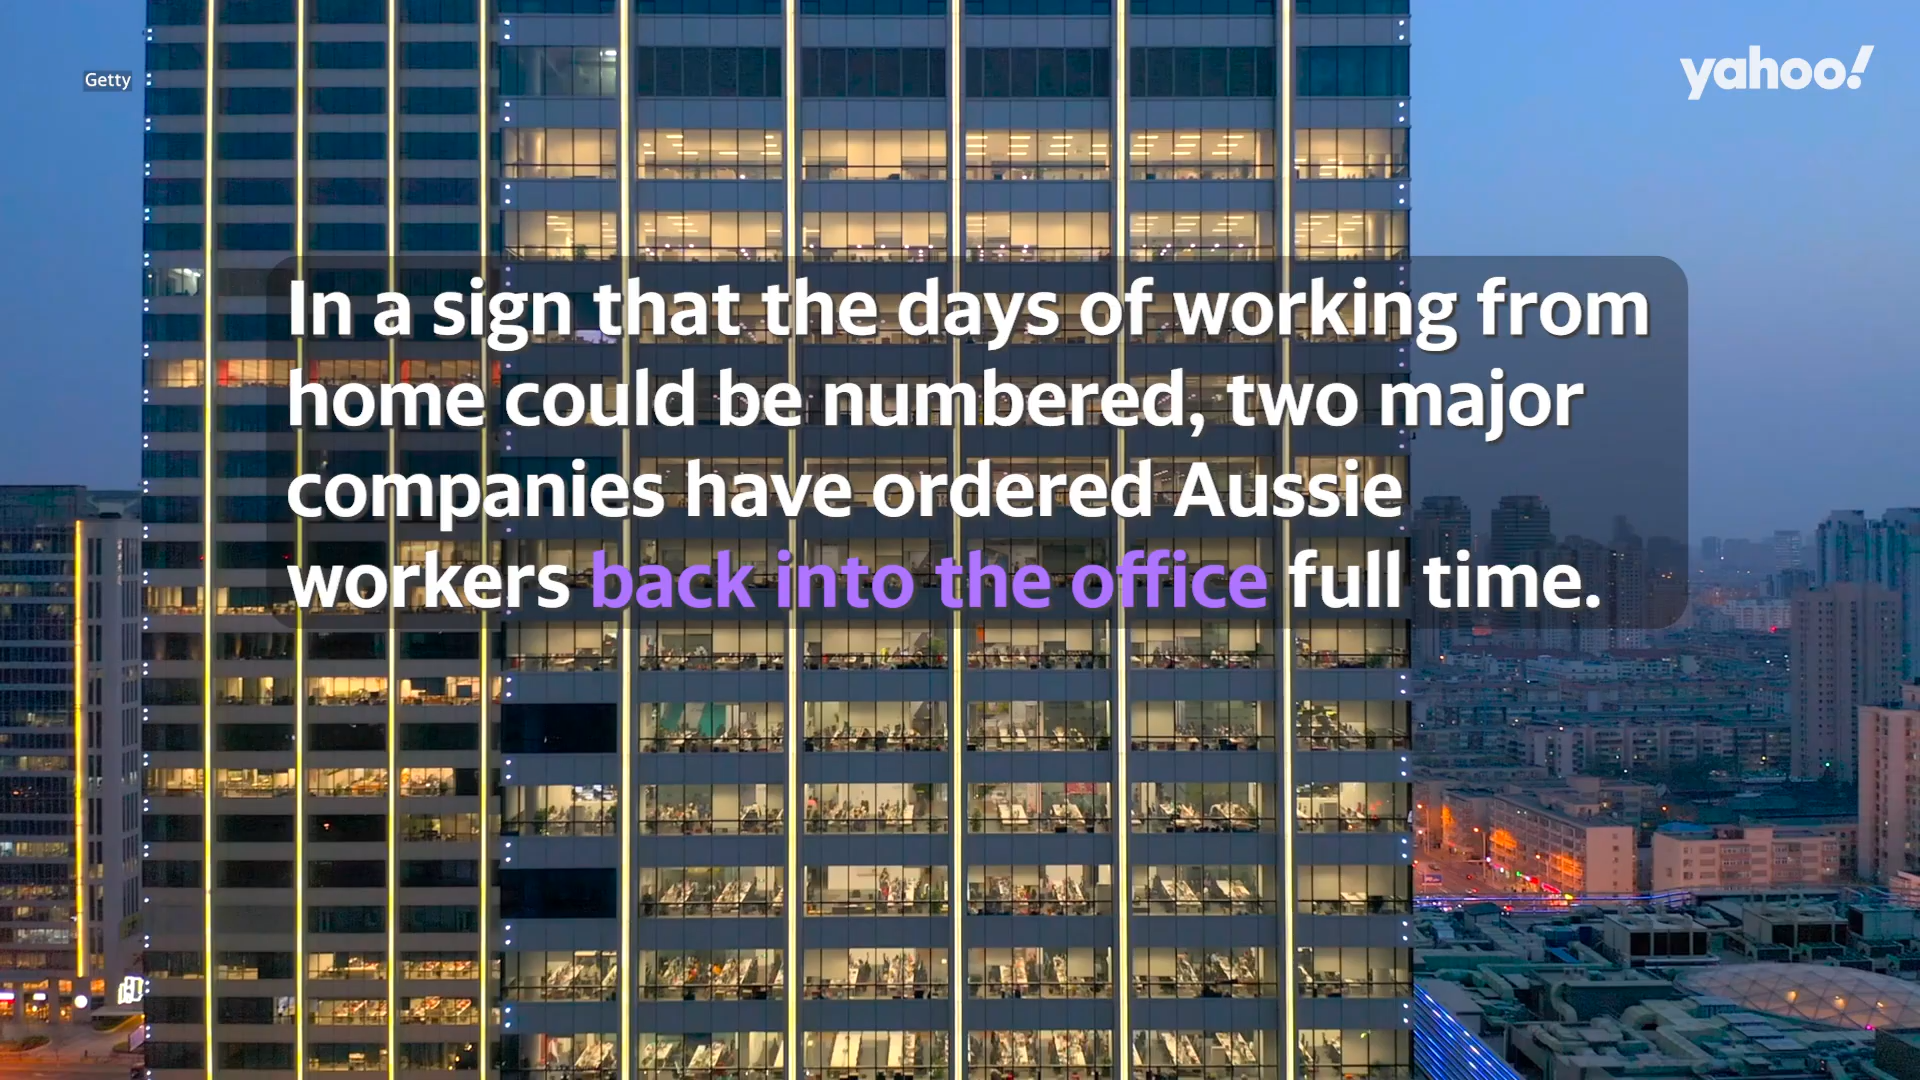 Getty
yahoo!
In a sign that the days of working from
home could be numbered, two major
companies have ordered Aussie
workers back into the office full time.